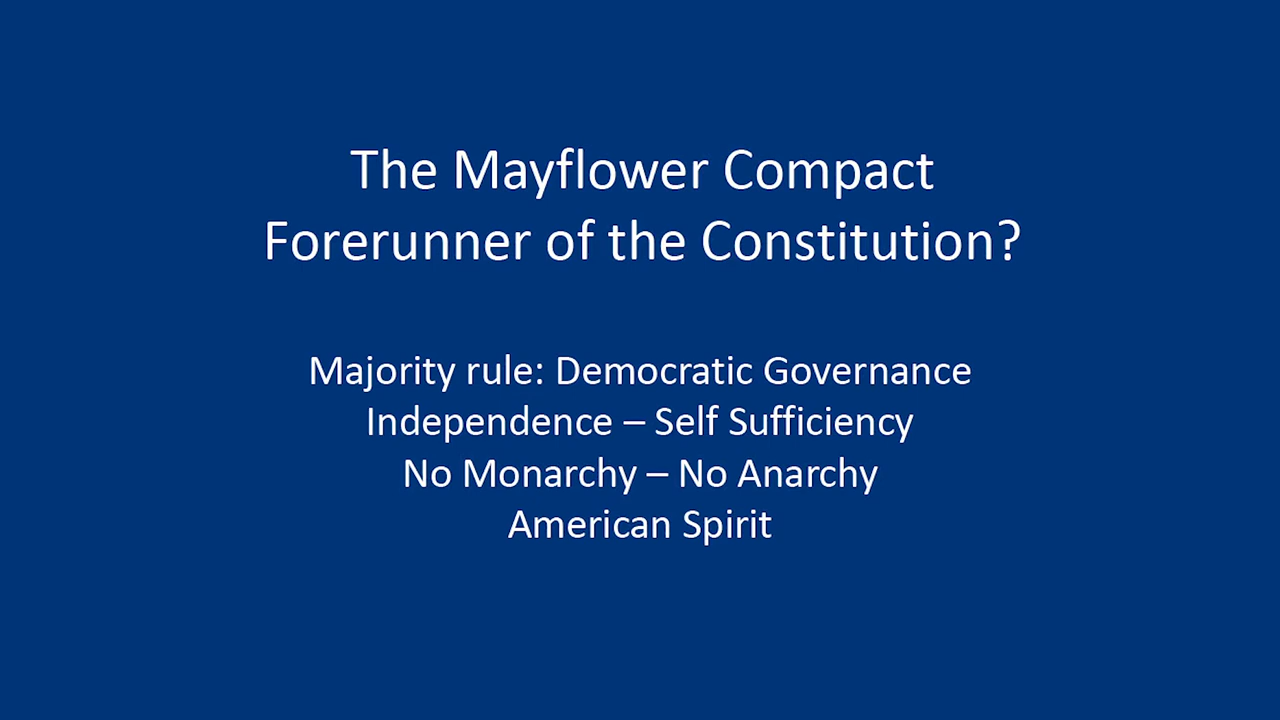 The Mayflower Compact
Forerunner of the Constitution?
Majority rule: Democratic Governance
Independence – Self Sufficiency
No Monarchy – No Anarchy
American Spirit